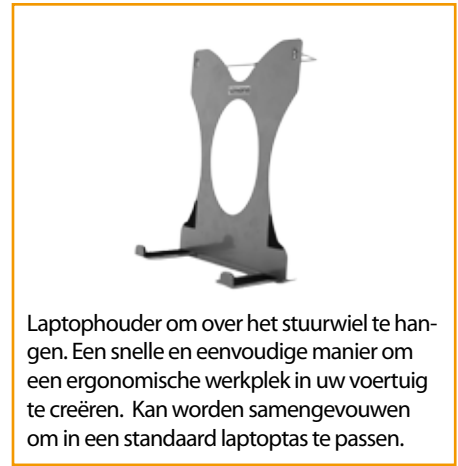 Laptophouder om over het stuurwiel te han-
gen. Een snelle en eenvoudige manier om
een ergonomische werkplek in uw voertuig
te creëren.  Kan worden samengevouwen
om in een standaard laptoptas te passen.